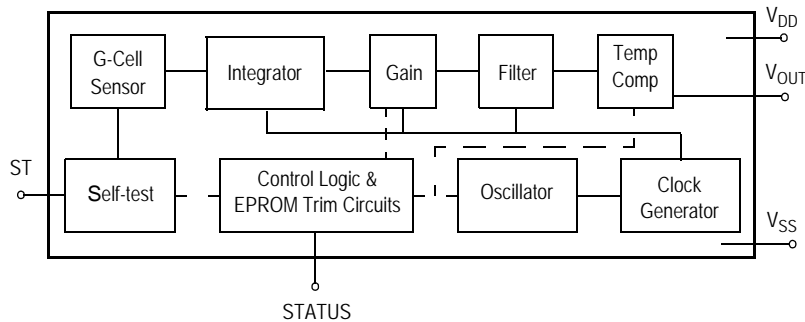 V_DD
G-Cell
Sensor
Integrator
Gain
Filter
Temp
Comp
V_OUT
ST
Self-test
Control Logic &
EPROM Trim Circuits
Oscillator
Clock
Generator
V_SS
STATUS